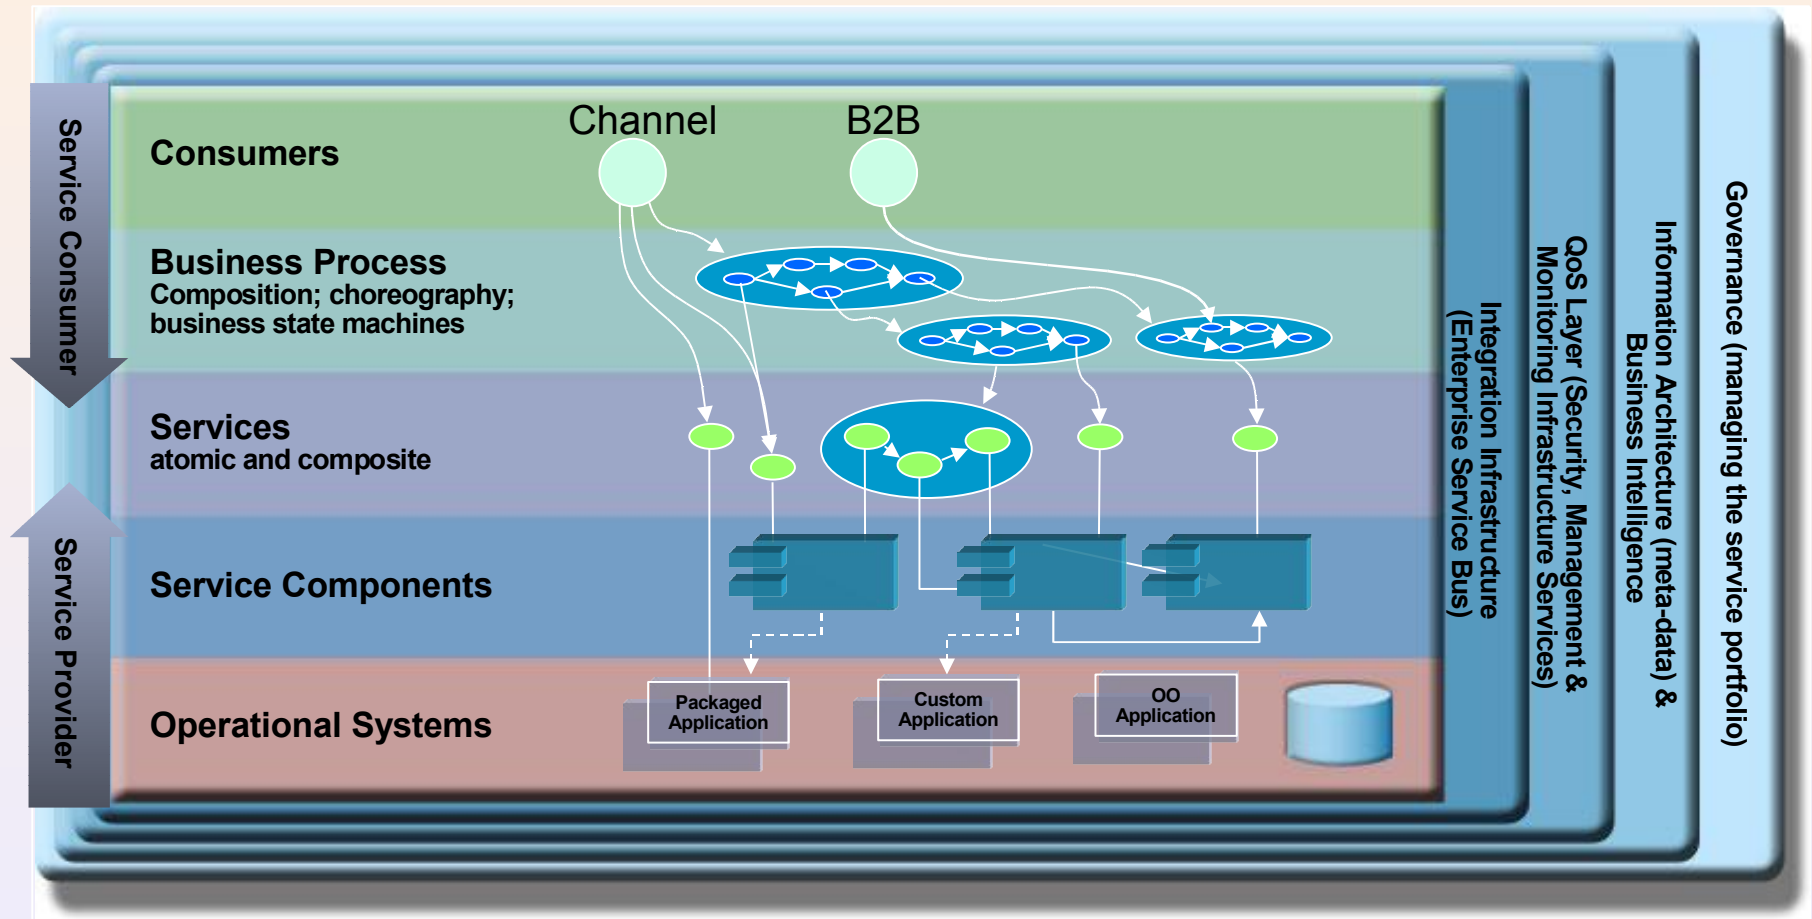 Channel
B2B
Consumers
Business Process
Composition; choreography;
business state machines
Services
atomic and composite
Service Components
Operational Systems
Packaged
Application
Custom
Application
OO
Application
Service Consumer
Service Provider
Integration Infrastructure
(Enterprise Service Bus)
QoS Layer (Security, Management &
Monitoring Infrastructure Services)
Information Architecture (meta-data) &
Business Intelligence
Governance (managing the service portfolio)